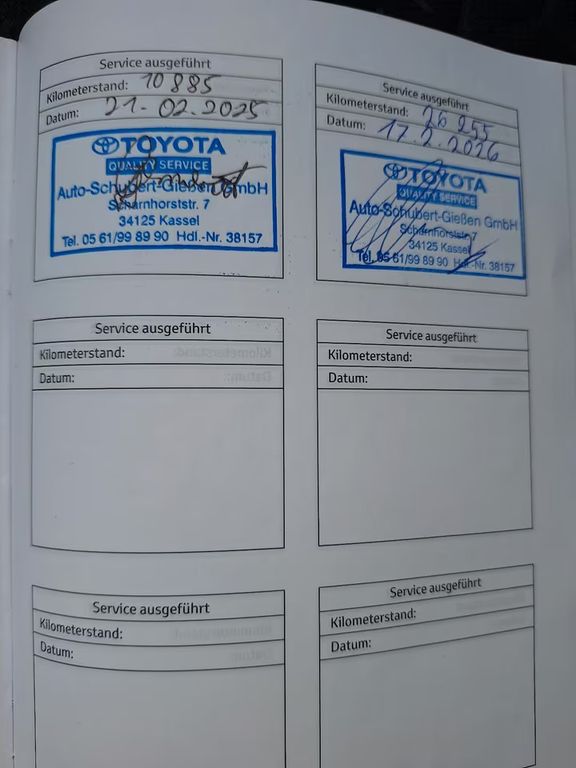 Service ausgeführt
Kilometerstand: 10 885
Datum: 21.02.2025
TOYOTA
QUALITY SERVICE
Auto-Schubert-Gießen GmbH
Scharnhorststr. 7
34125 Kassel
Tel. 05 61/99 89 90 Hdl.-Nr. 38157
Service ausgeführt
Kilometerstand: 26 255
Datum: 17.2.2026
TOYOTA
QUALITY SERVICE
Auto-Schubert-Gießen GmbH
Scharnhorststr. 7
34125 Kassel
Tel. 05 61/99 89 90 Hdl.-Nr. 38157
Service ausgeführt
Kilometerstand:
Datum:
Service ausgeführt
Kilometerstand:
Datum:
Service ausgeführt
Kilometerstand:
Datum:
Service ausgeführt
Kilometerstand:
Datum: